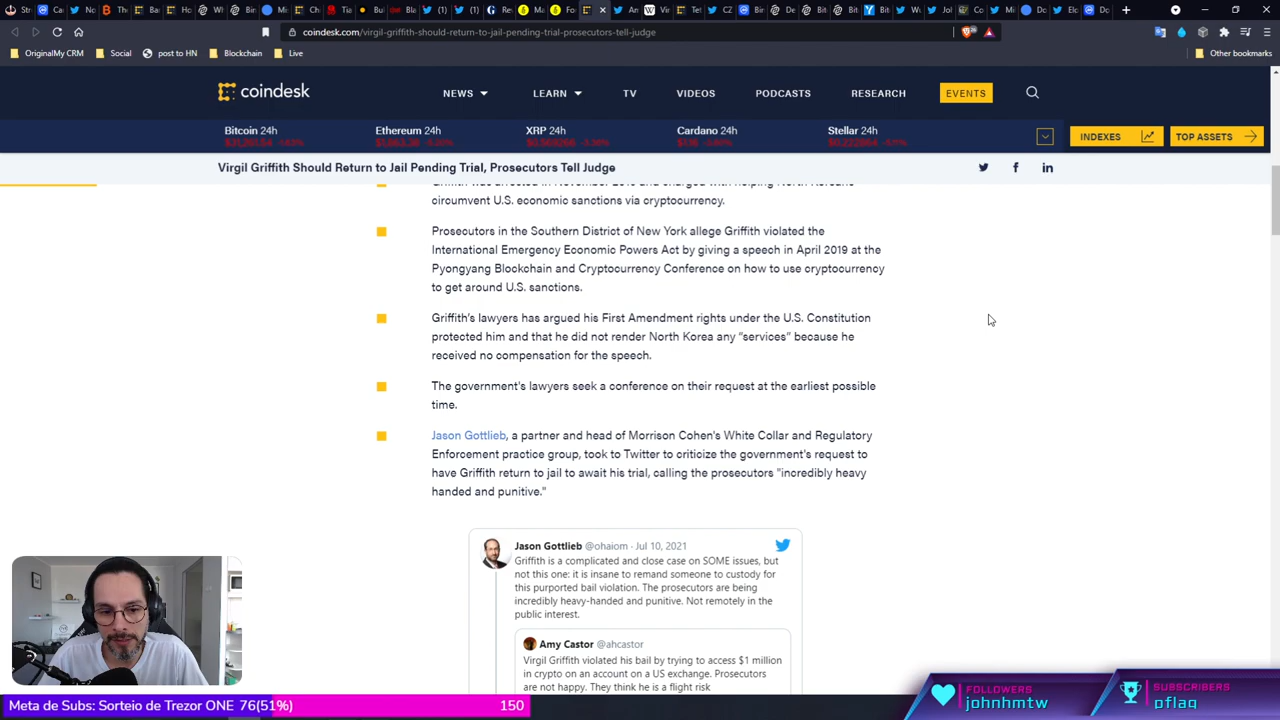 coindesk.com/virgil-griffith-should-return-to-jail-pending-trial-prosecutors-tell-judge
OriginalMy CRM
Social
post to HN
Blockchain
Live
Other bookmarks
coindesk
NEWS
LEARN
TV
VIDEOS
PODCASTS
RESEARCH
EVENTS
Bitcoin 24h
Ethereum 24h
XRP 24h
Cardano 24h
Stellar 24h
INDEXES
TOP ASSETS
Virgil Griffith Should Return to Jail Pending Trial, Prosecutors Tell Judge
circumvent U.S. economic sanctions via cryptocurrency.
Prosecutors in the Southern District of New York allege Griffith violated the
International Emergency Economic Powers Act by giving a speech in April 2019 at the
Pyongyang Blockchain and Cryptocurrency Conference on how to use cryptocurrency
to get around U.S. sanctions.
Griffith's lawyers has argued his First Amendment rights under the U.S. Constitution
protected him and that he did not render North Korea any “services” because he
received no compensation for the speech.
The government's lawyers seek a conference on their request at the earliest possible
time.
Jason Gottlieb, a partner and head of Morrison Cohen's White Collar and Regulatory
Enforcement practice group, took to Twitter to criticize the government's request to
have Griffith return to jail to await his trial, calling the prosecutors "incredibly heavy
handed and punitive."
Jason Gottlieb @ohaiom · Jul 10, 2021
Griffith is a complicated and close case on SOME issues, but
not this one: it is insane to remand someone to custody for
this purported bail violation. The prosecutors are being
incredibly heavy-handed and punitive. Not remotely in the
public interest.
Amy Castor @ahcastor
Virgil Griffith violated his bail by trying to access $1 million
in crypto on an account on a US exchange. Prosecutors
are not happy. They think he is a flight risk
Meta de Subs: Sorteio de Trezor ONE 76(51%)
150
FOLLOWERS
johnhmtw
SUBSCRIBERS
pflag